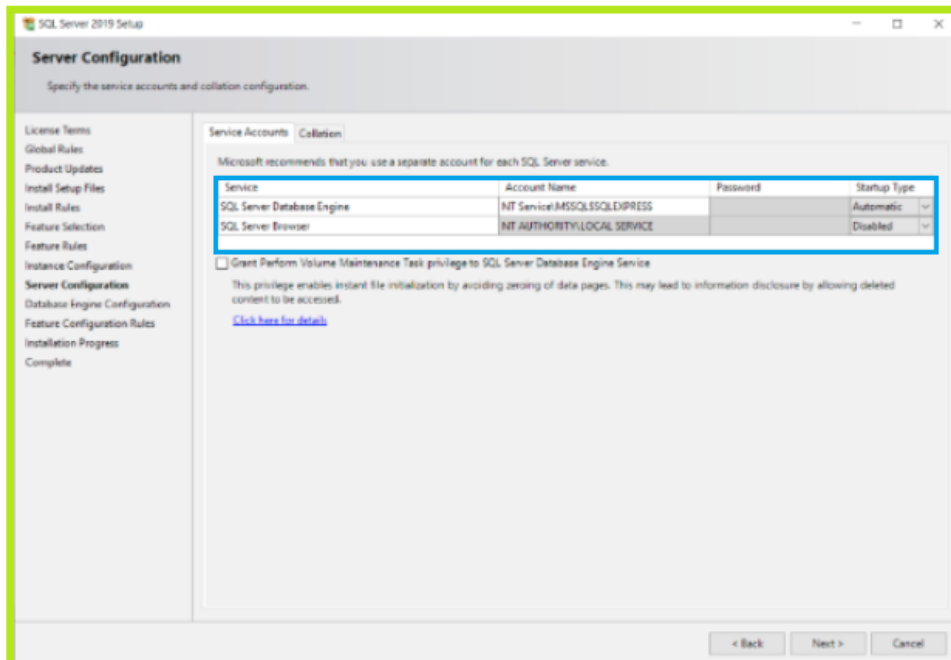 SQL Server 2019 Setup
Server Configuration
Specify the service accounts and collation configuration.
License Terms
Global Rules
Product Updates
Install Setup Files
Install Rules
Feature Selection
Feature Rules
Instance Configuration
Server Configuration
Database Engine Configuration
Feature Configuration Rules
Installation Progress
Complete
Service Accounts Collation
Microsoft recommends that you use a separate account for each SQL Server service.
Service Account Name Password Startup Type
SQL Server Database Engine NT Service\MSSQLSSQLEXPRESS Automatic
SQL Server Browser NT AUTHORITY\LOCAL SERVICE Disabled
Grant Perform Volume Maintenance Task privilege to SQL Server Database Engine Service
This privilege enables instant file initialization by avoiding zeroing of data pages. This may lead to information disclosure by allowing deleted
content to be accessed.
Click here for details
< Back Next > Cancel